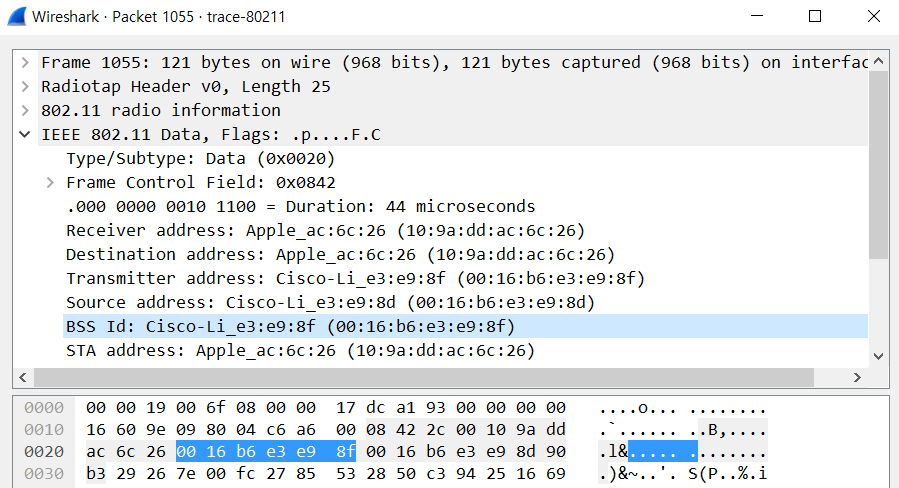 Wireshark · Packet 1055 · trace-80211
Frame 1055: 121 bytes on wire (968 bits), 121 bytes captured (968 bits) on interfac
Radiotap Header v0, Length 25
802.11 radio information
IEEE 802.11 Data, Flags: .p....F.C
Type/Subtype: Data (0x0020)
Frame Control Field: 0x0842
.000 0000 0010 1100 = Duration: 44 microseconds
Receiver address: Apple_ac:6c:26 (10:9a:dd:ac:6c:26)
Destination address: Apple_ac:6c:26 (10:9a:dd:ac:6c:26)
Transmitter address: Cisco-Li_e3:e9:8f (00:16:b6:e3:e9:8f)
Source address: Cisco-Li_e3:e9:8d (00:16:b6:e3:e9:8d)
BSS Id: Cisco-Li_e3:e9:8f (00:16:b6:e3:e9:8f)
STA address: Apple_ac:6c:26 (10:9a:dd:ac:6c:26)
0000 00 00 19 00 6f 08 00 00 17 dc a1 93 00 00 00 00 ....o... ........
0010 16 60 9e 09 80 04 c6 a6 00 08 42 2c 00 10 9a dd .`...... ..B,....
0020 ac 6c 26 00 16 b6 e3 e9 8f 00 16 b6 e3 e9 8d 90 .l&..... ........
0030 b3 29 26 7e 00 fc 27 85 53 28 50 c3 94 25 16 69 .)&~..'. S(P..%.i